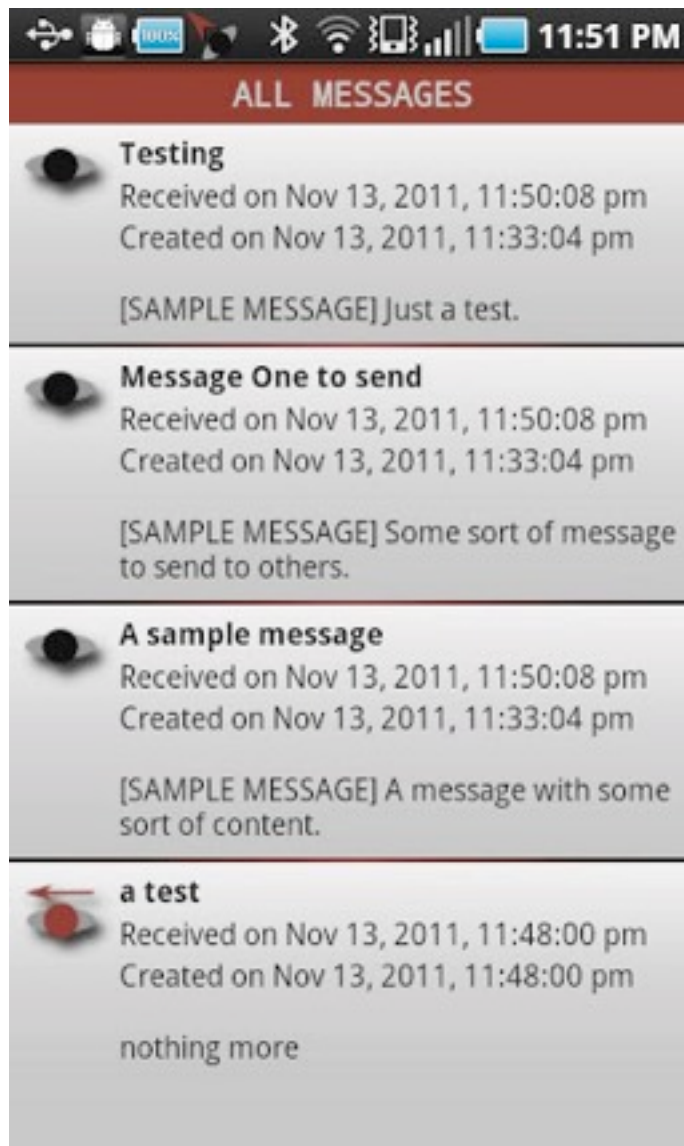 100%
11:51 PM
ALL MESSAGES
Testing
Received on Nov 13, 2011, 11:50:08 pm
Created on Nov 13, 2011, 11:33:04 pm
[SAMPLE MESSAGE] Just a test.
Message One to send
Received on Nov 13, 2011, 11:50:08 pm
Created on Nov 13, 2011, 11:33:04 pm
[SAMPLE MESSAGE] Some sort of message
to send to others.
A sample message
Received on Nov 13, 2011, 11:50:08 pm
Created on Nov 13, 2011, 11:33:04 pm
[SAMPLE MESSAGE] A message with some
sort of content.
a test
Received on Nov 13, 2011, 11:48:00 pm
Created on Nov 13, 2011, 11:48:00 pm
nothing more